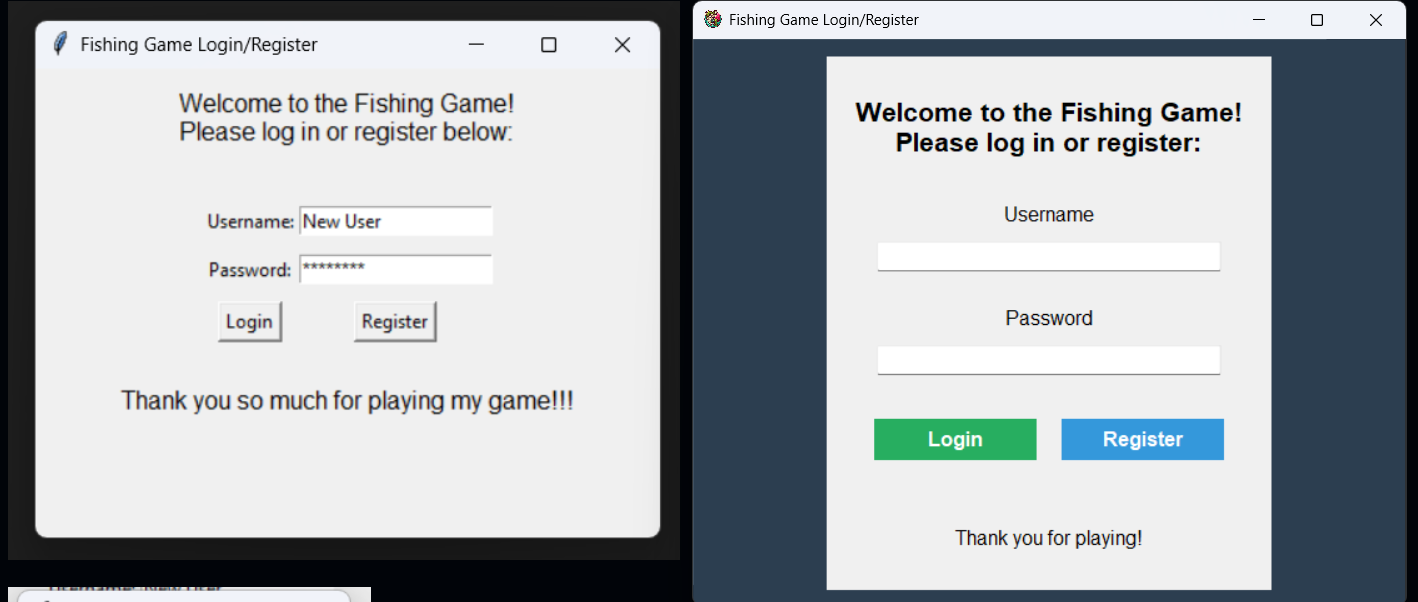 Fishing Game Login/Register
Welcome to the Fishing Game!
Please log in or register below:
Username: New User
Password: ********
Login Register
Thank you so much for playing my game!!!
Fishing Game Login/Register
Welcome to the Fishing Game!
Please log in or register:
Username
Password
Login Register
Thank you for playing!